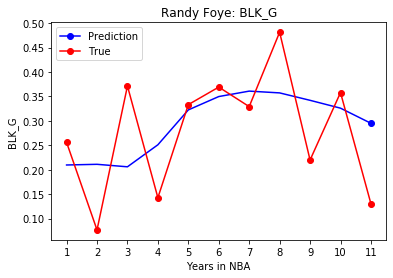 Randy Foye: BLK_G
Prediction
True
BLK_G
0.50
0.45
0.40
0.35
0.30
0.25
0.20
0.15
0.10
1 2 3 4 5 6 7 8 9 10 11
Years in NBA